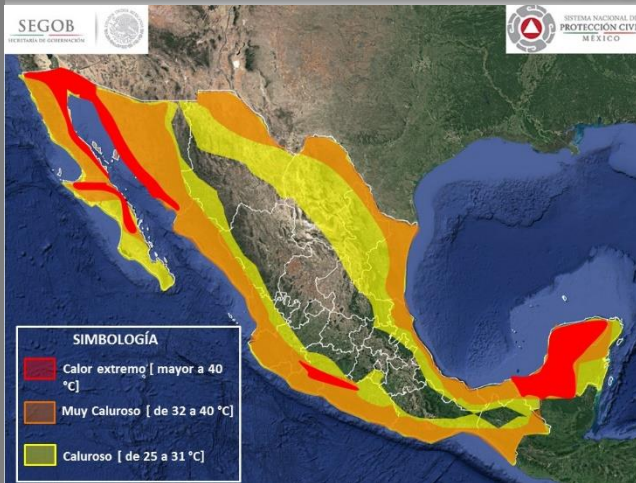 SEGOB
SECRETARÍA DE GOBERNACIÓN
SISTEMA NACIONAL DE
PROTECCIÓN CIVIL
MÉXICO
SIMBOLOGÍA
Calor extremo [ mayor a 40
°C]
Muy Caluroso [ de 32 a 40 °C]
Caluroso [ de 25 a 31 °C]